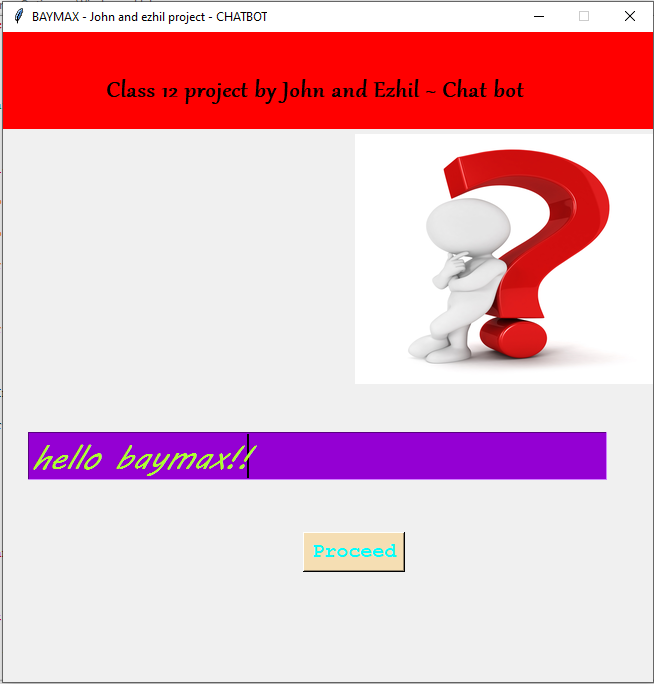 BAYMAX - John and ezhil project - CHATBOT
Class 12 project by John and Ezhil ~ Chat bot
hello baymax!!
Proceed